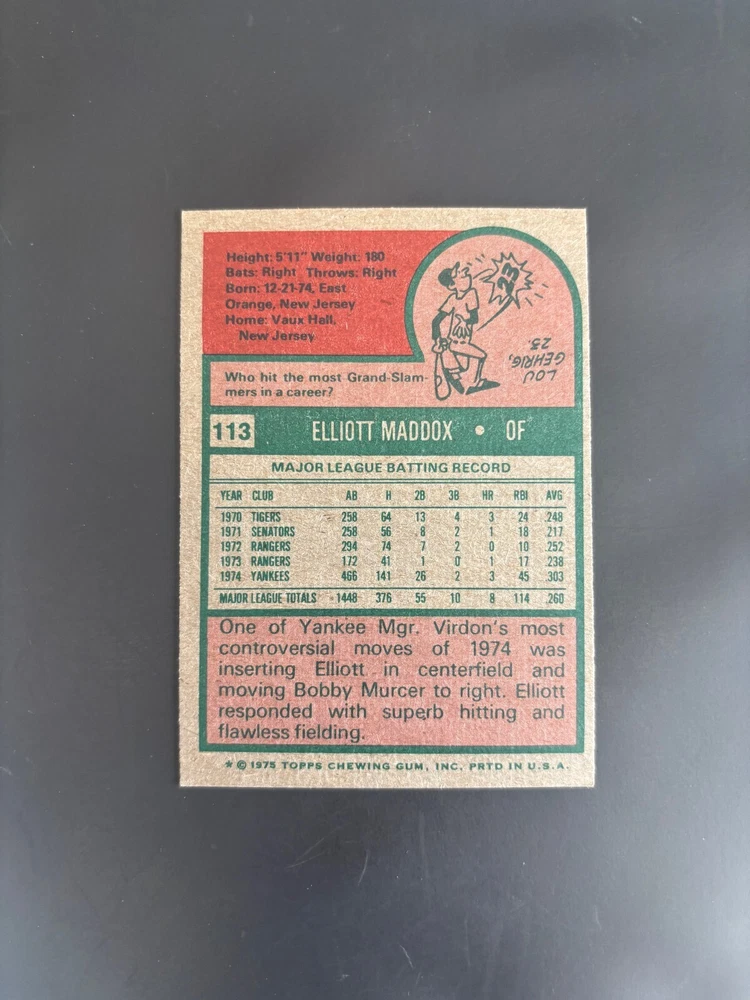 Height: 5'11" Weight: 180
Bats: Right Throws: Right
Born: 12-21-74, East
Orange, New Jersey
Home: Vaux Hall,
New Jersey
23
LOU
GEHRIG,
23.
Who hit the most Grand-Slam-
mers in a career?
113 ELLIOTT MADDOX • OF
MAJOR LEAGUE BATTING RECORD
YEAR CLUB AB H 2B 3B HR RBI AVG
1970 TIGERS 258 64 13 4 3 24 .248
1971 SENATORS 258 56 8 2 1 18 .217
1972 RANGERS 294 74 7 2 0 10 .252
1973 RANGERS 172 41 1 0 1 17 .238
1974 YANKEES 466 141 26 2 3 45 .303
MAJOR LEAGUE TOTALS 1448 376 55 10 8 114 .260
One of Yankee Mgr. Virdon's most
controversial moves of 1974 was
inserting Elliott in centerfield and
moving Bobby Murcer to right. Elliott
responded with superb hitting and
flawless fielding.
* © 1975 TOPPS CHEWING GUM, INC. PRTD IN U.S.A.